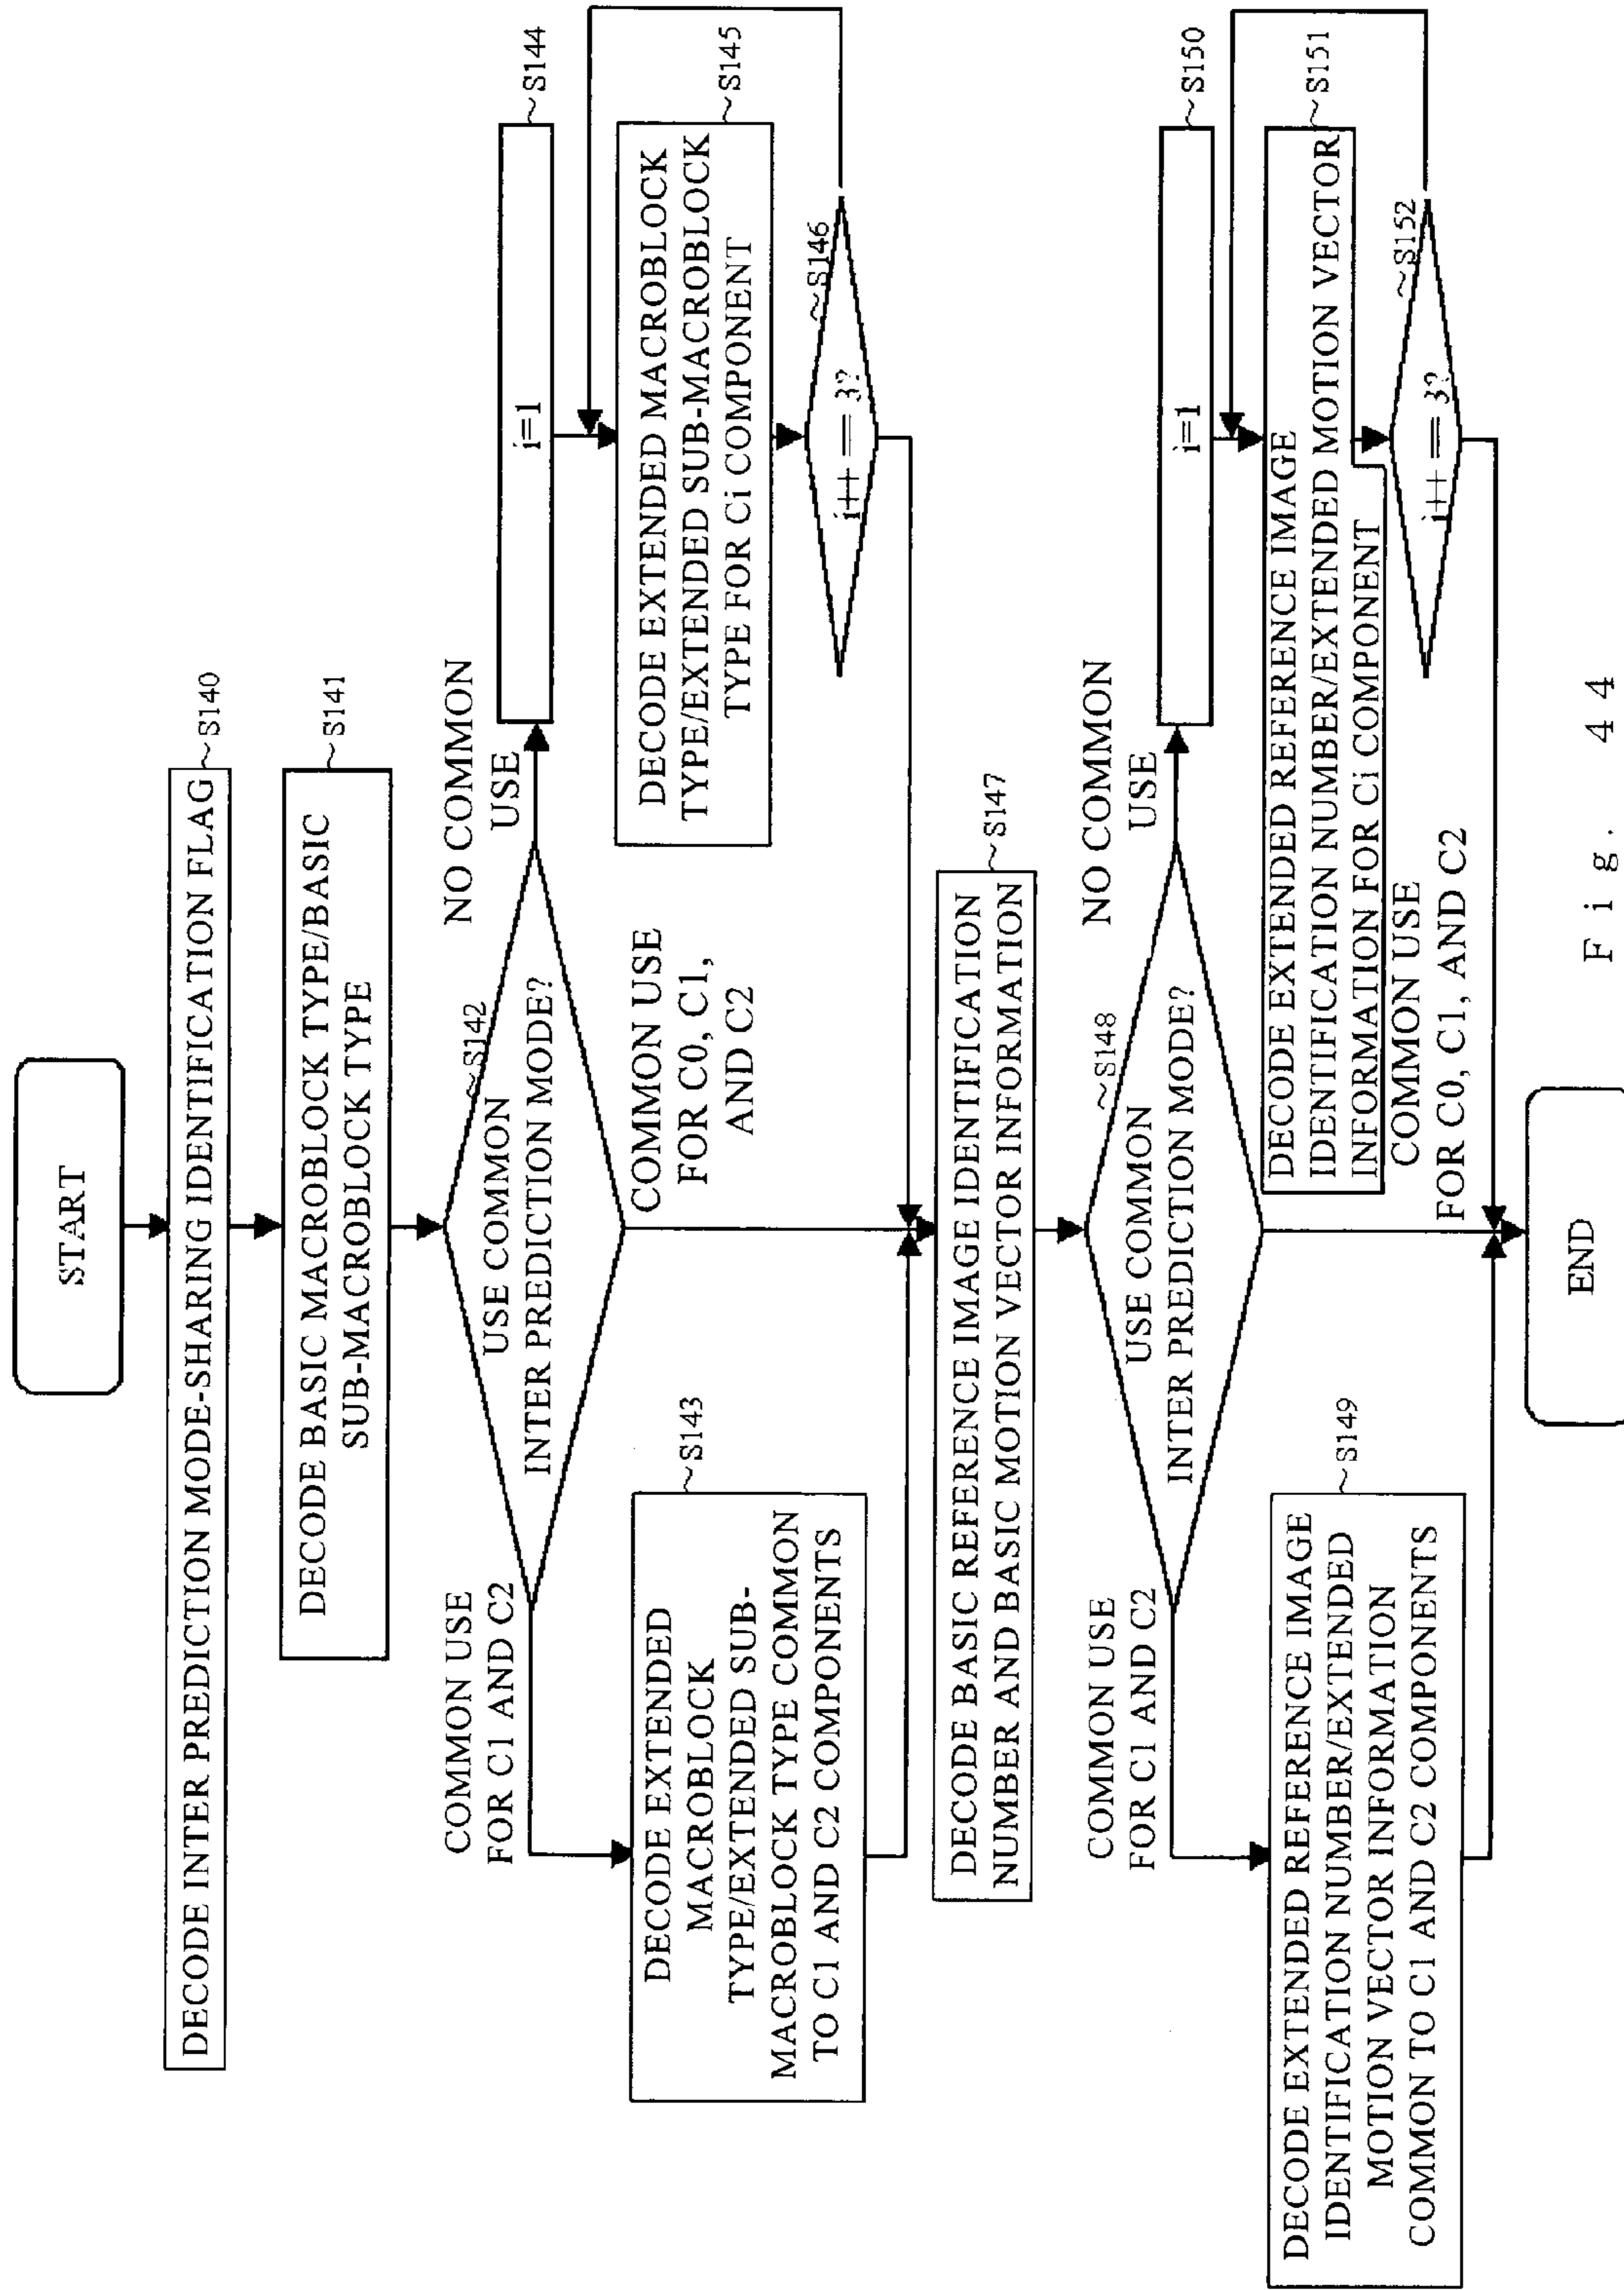 START
DECODE INTER PREDICTION MODE-SHARING IDENTIFICATION FLAG
~S140
DECODE BASIC MACROBLOCK TYPE/BASIC
SUB-MACROBLOCK TYPE
~S141
~S142
USE COMMON
INTER PREDICTION MODE?
COMMON USE
FOR C1 AND C2
NO COMMON
USE
COMMON USE
FOR C0, C1,
AND C2
DECODE EXTENDED
MACROBLOCK
TYPE/EXTENDED SUB-
MACROBLOCK TYPE COMMON
TO C1 AND C2 COMPONENTS
~S143
i=1
~S144
DECODE EXTENDED MACROBLOCK
TYPE/EXTENDED SUB-MACROBLOCK
TYPE FOR Ci COMPONENT
~S145
i++ == 3?
~S146
DECODE BASIC REFERENCE IMAGE IDENTIFICATION
NUMBER AND BASIC MOTION VECTOR INFORMATION
~S147
~S148
USE COMMON
INTER PREDICTION MODE?
COMMON USE
FOR C1 AND C2
NO COMMON
USE
DECODE EXTENDED REFERENCE IMAGE
IDENTIFICATION NUMBER/EXTENDED
MOTION VECTOR INFORMATION
COMMON TO C1 AND C2 COMPONENTS
~S149
i=1
~S150
DECODE EXTENDED REFERENCE IMAGE
IDENTIFICATION NUMBER/EXTENDED MOTION VECTOR
INFORMATION FOR Ci COMPONENT
~S151
i++ == 3?
~S152
COMMON USE
FOR C0, C1, AND C2
END
Fig. 44